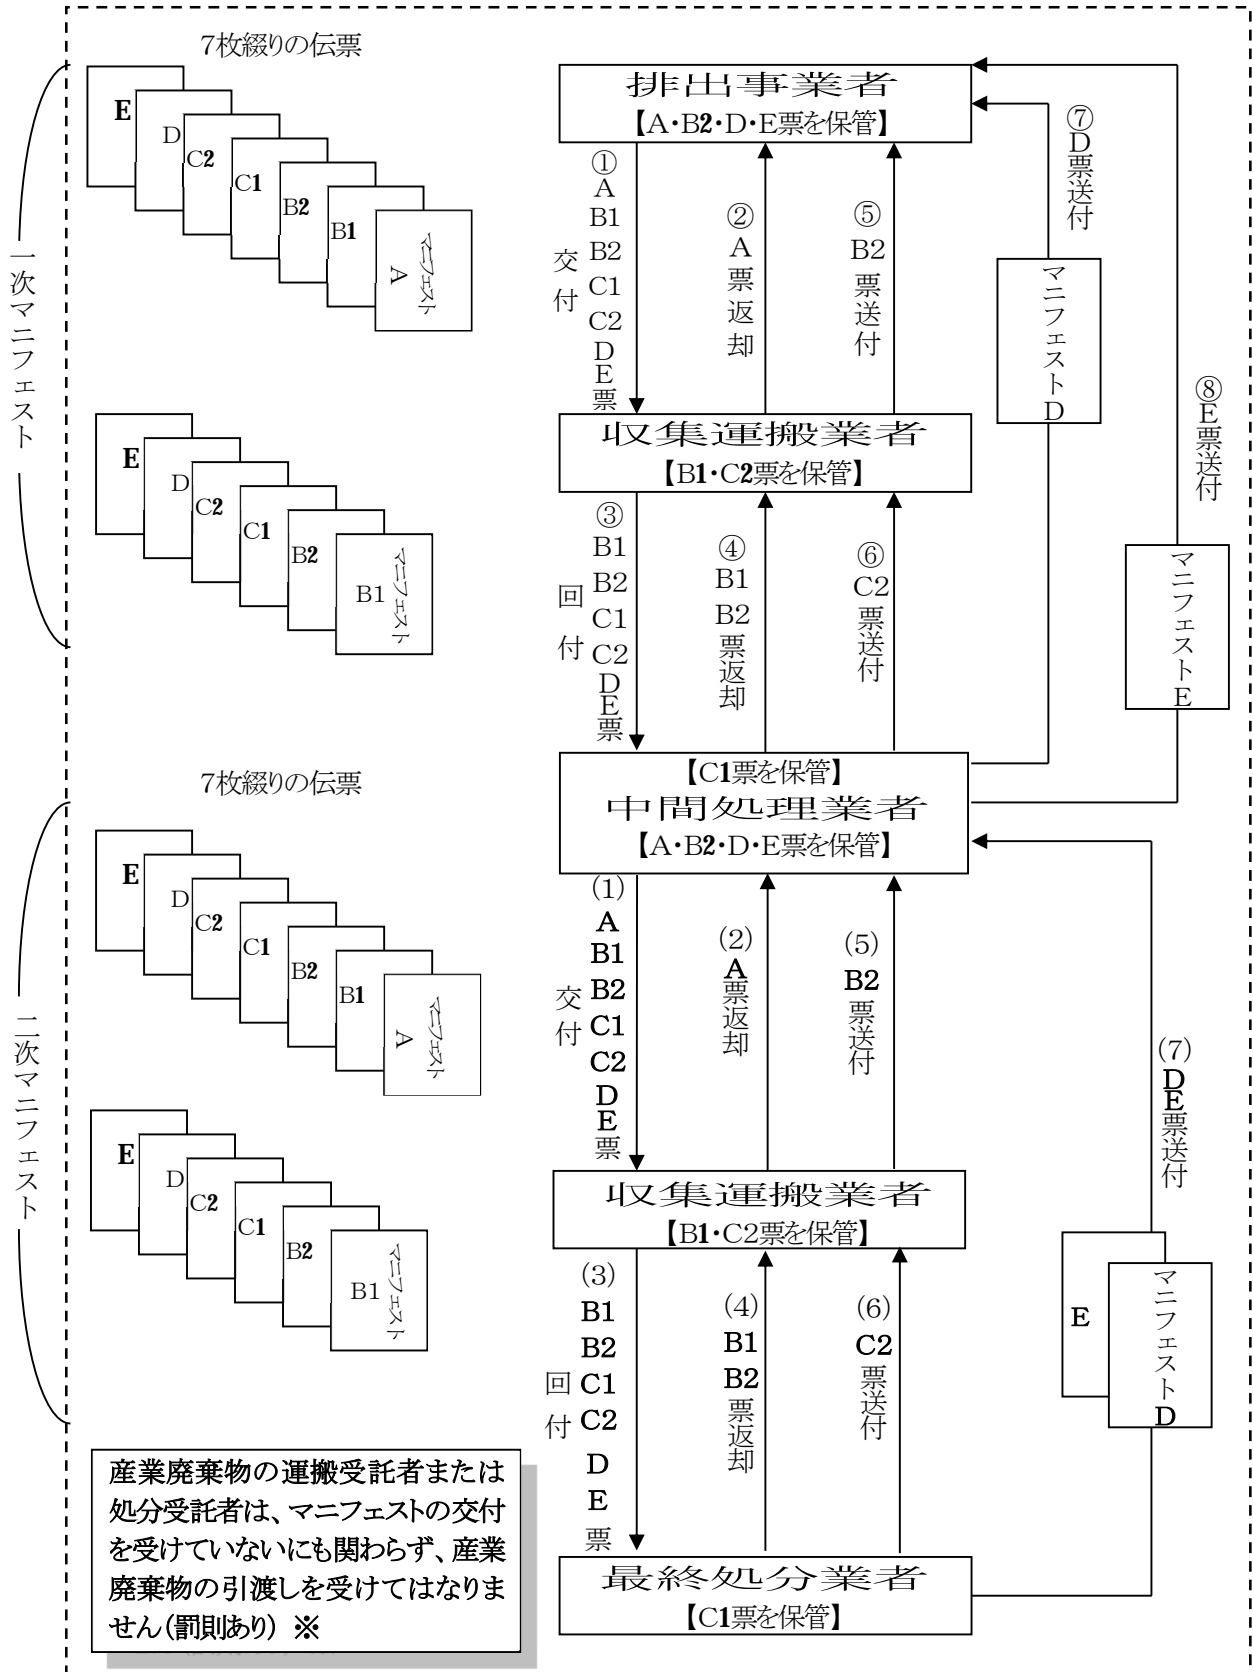 7枚綴りの伝票
E
D
C2
C1
B2
B1
マニフェスト
A
一次マニフェスト
E
D
C2
C1
B2
マニフェスト
B1
排出事業者
【A・B2・D・E票を保管】
①
A
B1
B2
C1
C2
D
E
票
交付
②
A
票返却
⑤
B2
票送付
⑦
D
票送付
マニフェストD
⑧
E
票送付
マニフェストE
収集運搬業者
【B1・C2票を保管】
③
B1
B2
C1
C2
D
E
票
回付
④
B1
B2
票返却
⑥
C2
票送付
【C1票を保管】
中間処理業者
【A・B2・D・E票を保管】
7枚綴りの伝票
E
D
C2
C1
B2
B1
マニフェスト
A
二次マニフェスト
E
D
C2
C1
B2
マニフェスト
B1
(1)
A
B1
B2
C1
C2
D
E
票
交付
(2)
A
票返却
(5)
B2
票送付
(7)
D
E
票送付
E
マニフェストD
収集運搬業者
【B1・C2票を保管】
(3)
B1
B2
C1
C2
D
E
票
回付
(4)
B1
B2
票返却
(6)
C2
票送付
最終処分業者
【C1票を保管】
産業廃棄物の運搬受託者または
処分受託者は、マニフェストの交付
を受けていないにも関わらず、産業
廃棄物の引渡しを受けてはなりま
せん(罰則あり) ※